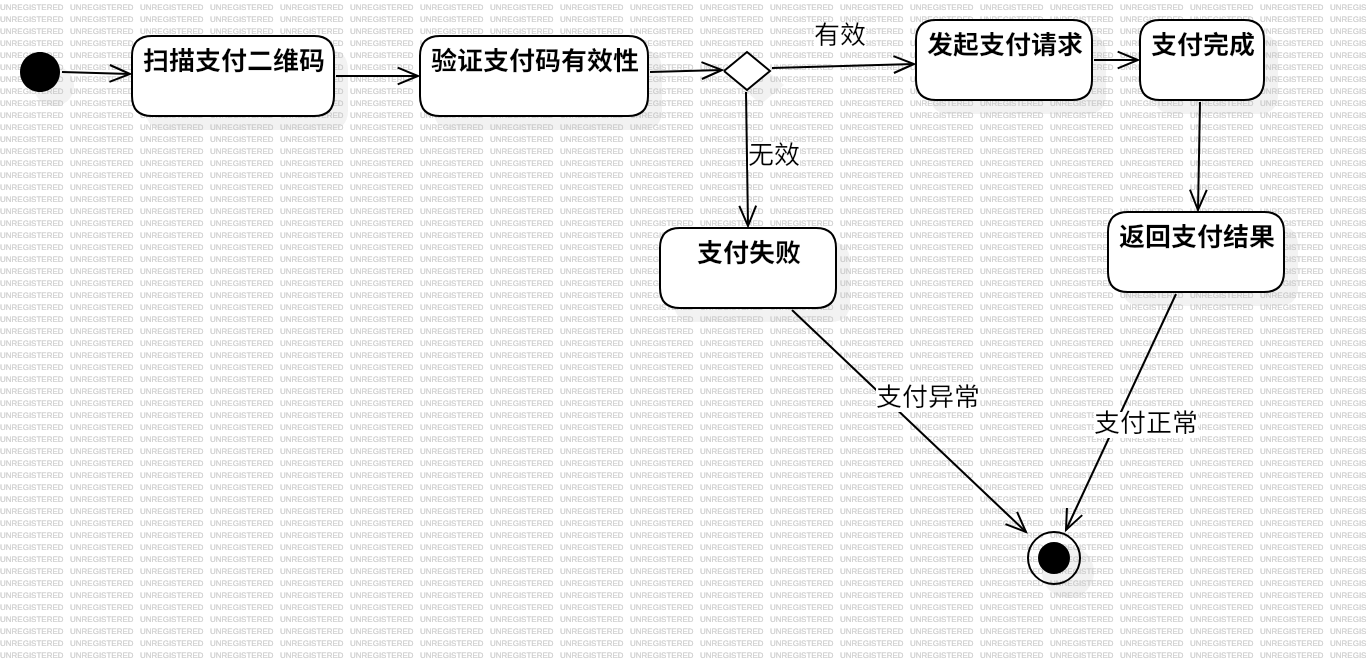 扫描支付二维码
验证支付码有效性
有效
发起支付请求
支付完成
无效
支付失败
返回支付结果
支付异常
支付正常
UNREGISTERED